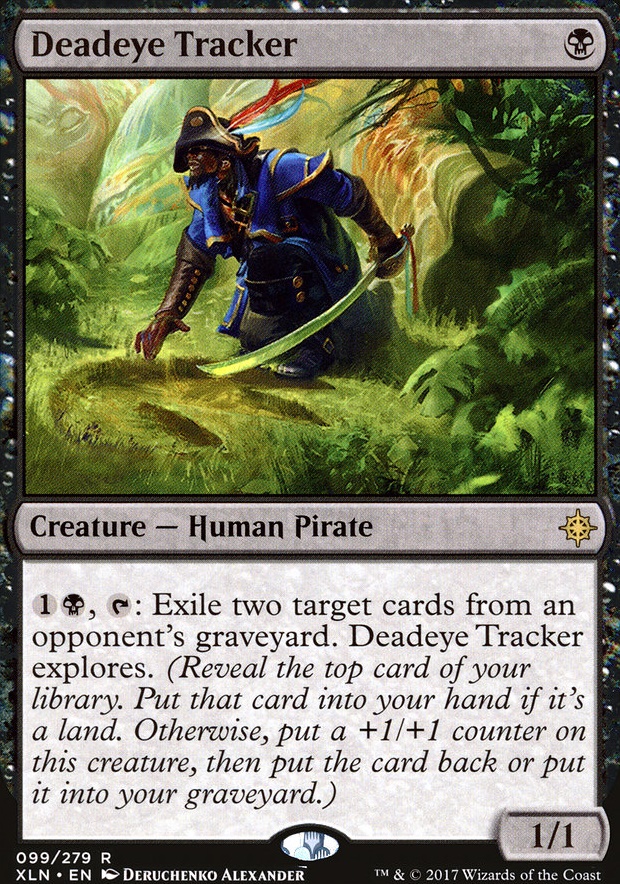 Deadeye Tracker
Creature — Human Pirate
1, : Exile two target cards from an
opponent's graveyard. Deadeye Tracker
explores. (Reveal the top card of your
library. Put that card into your hand if it's
a land. Otherwise, put a +1/+1 counter on
this creature, then put the card back or put
it into your graveyard.)
1/1
099/279 R
XLN • EN Deruchenko Alexander
™ & © 2017 Wizards of the Coast